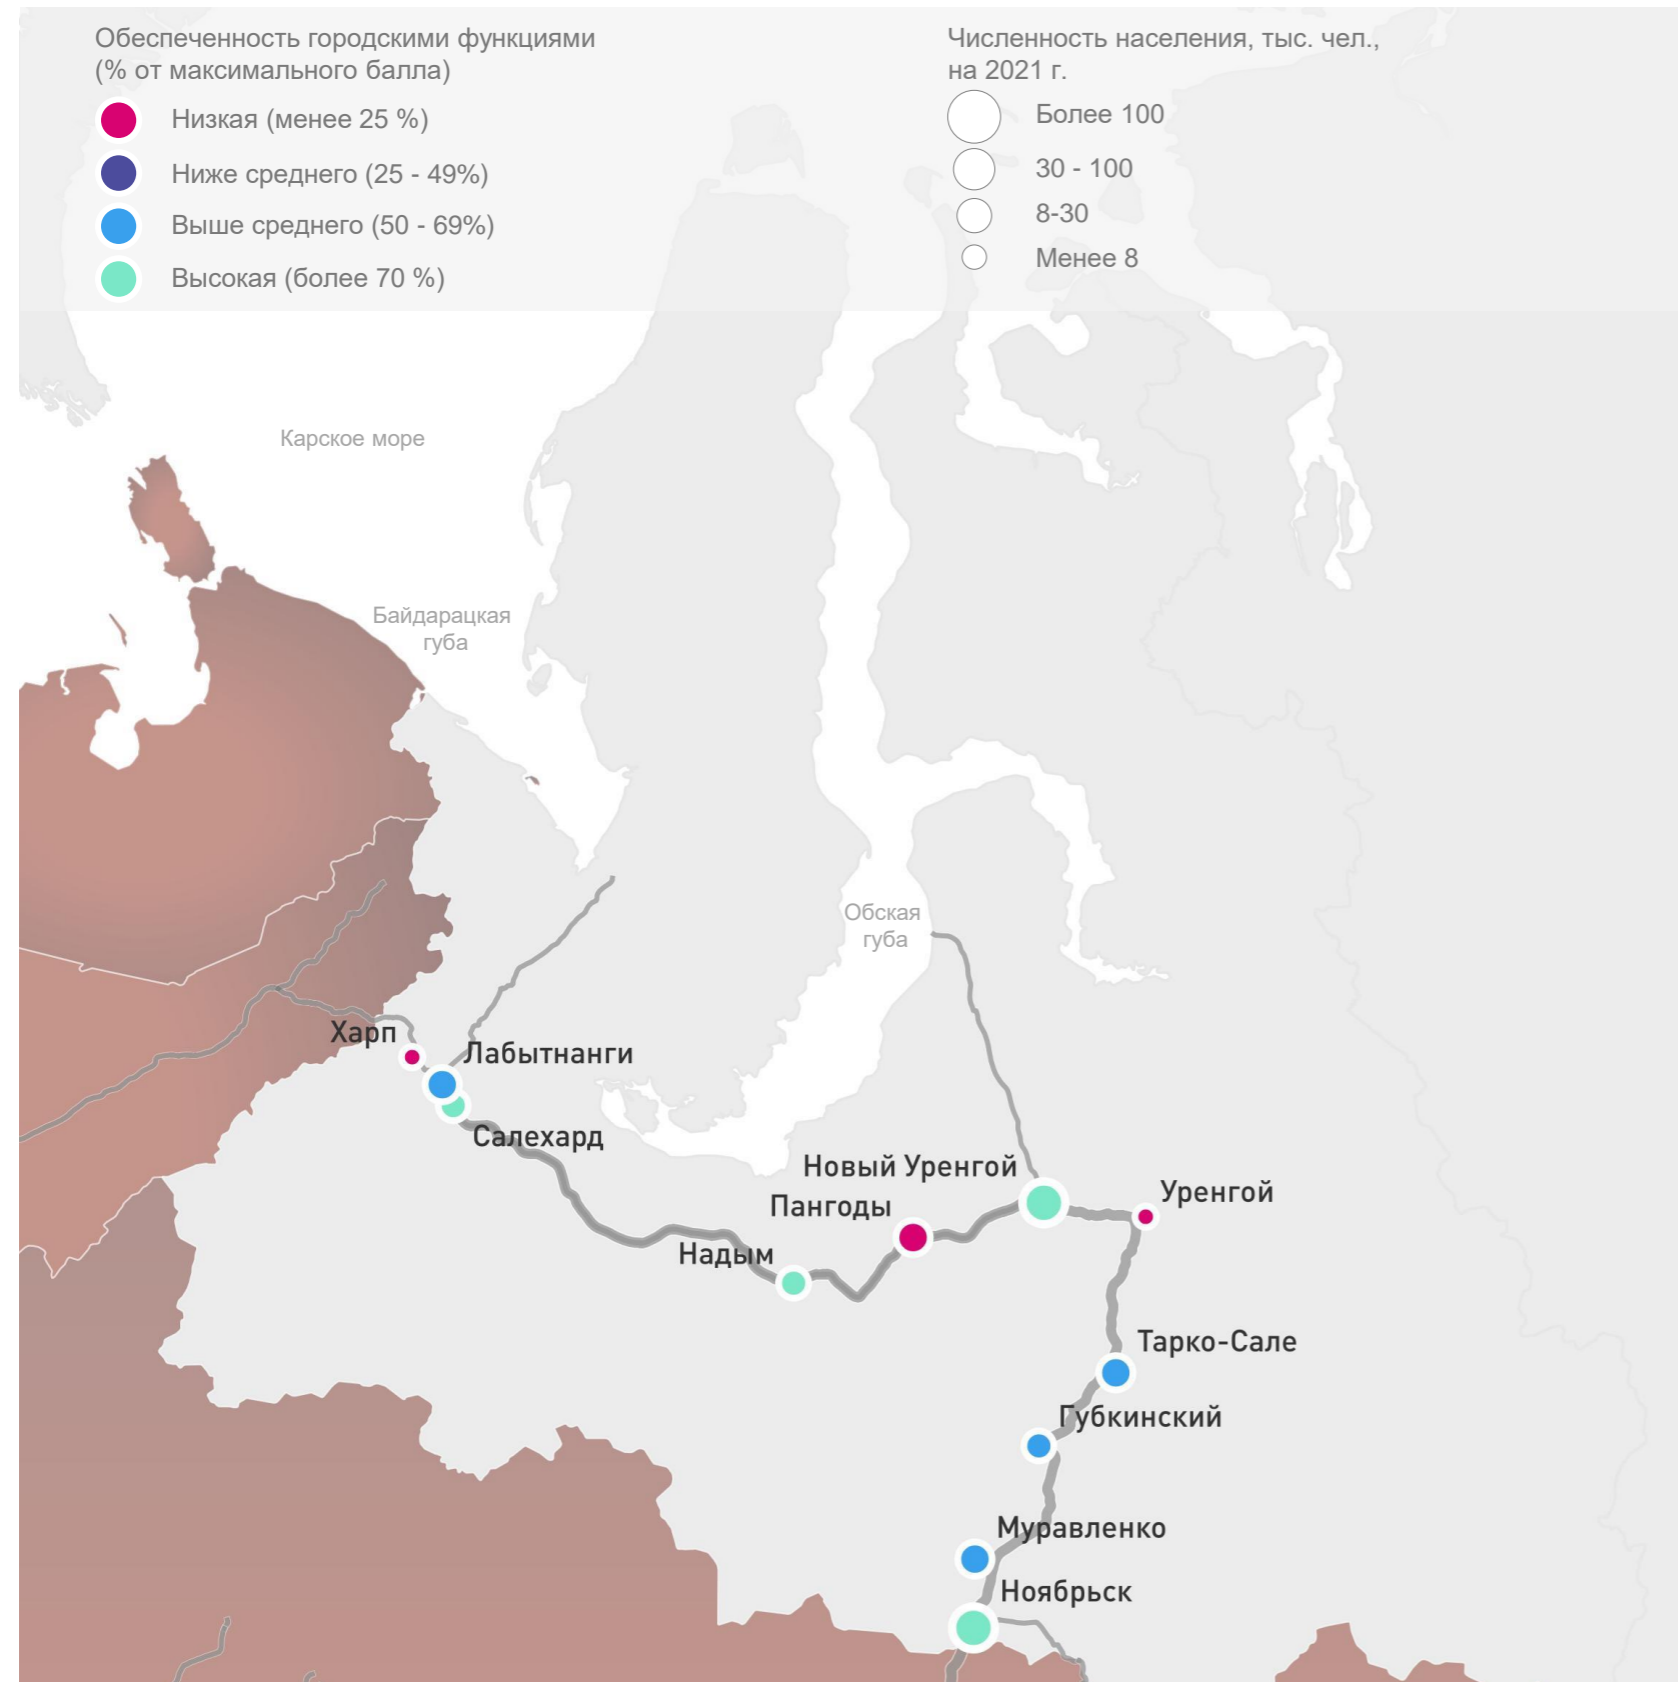 Обеспеченность городскими функциями
(% от максимального балла)
Низкая (менее 25 %)
Ниже среднего (25 - 49%)
Выше среднего (50 - 69%)
Высокая (более 70 %)
Численность населения, тыс. чел.,
на 2021 г.
Более 100
30 - 100
8-30
Менее 8
Карское море
Байдарацкая
губа
Обская
губа
Харп
Лабытнанги
Салехард
Новый Уренгой
Уренгой
Пангоды
Надым
Тарко-Сале
Губкинский
Муравленко
Ноябрьск